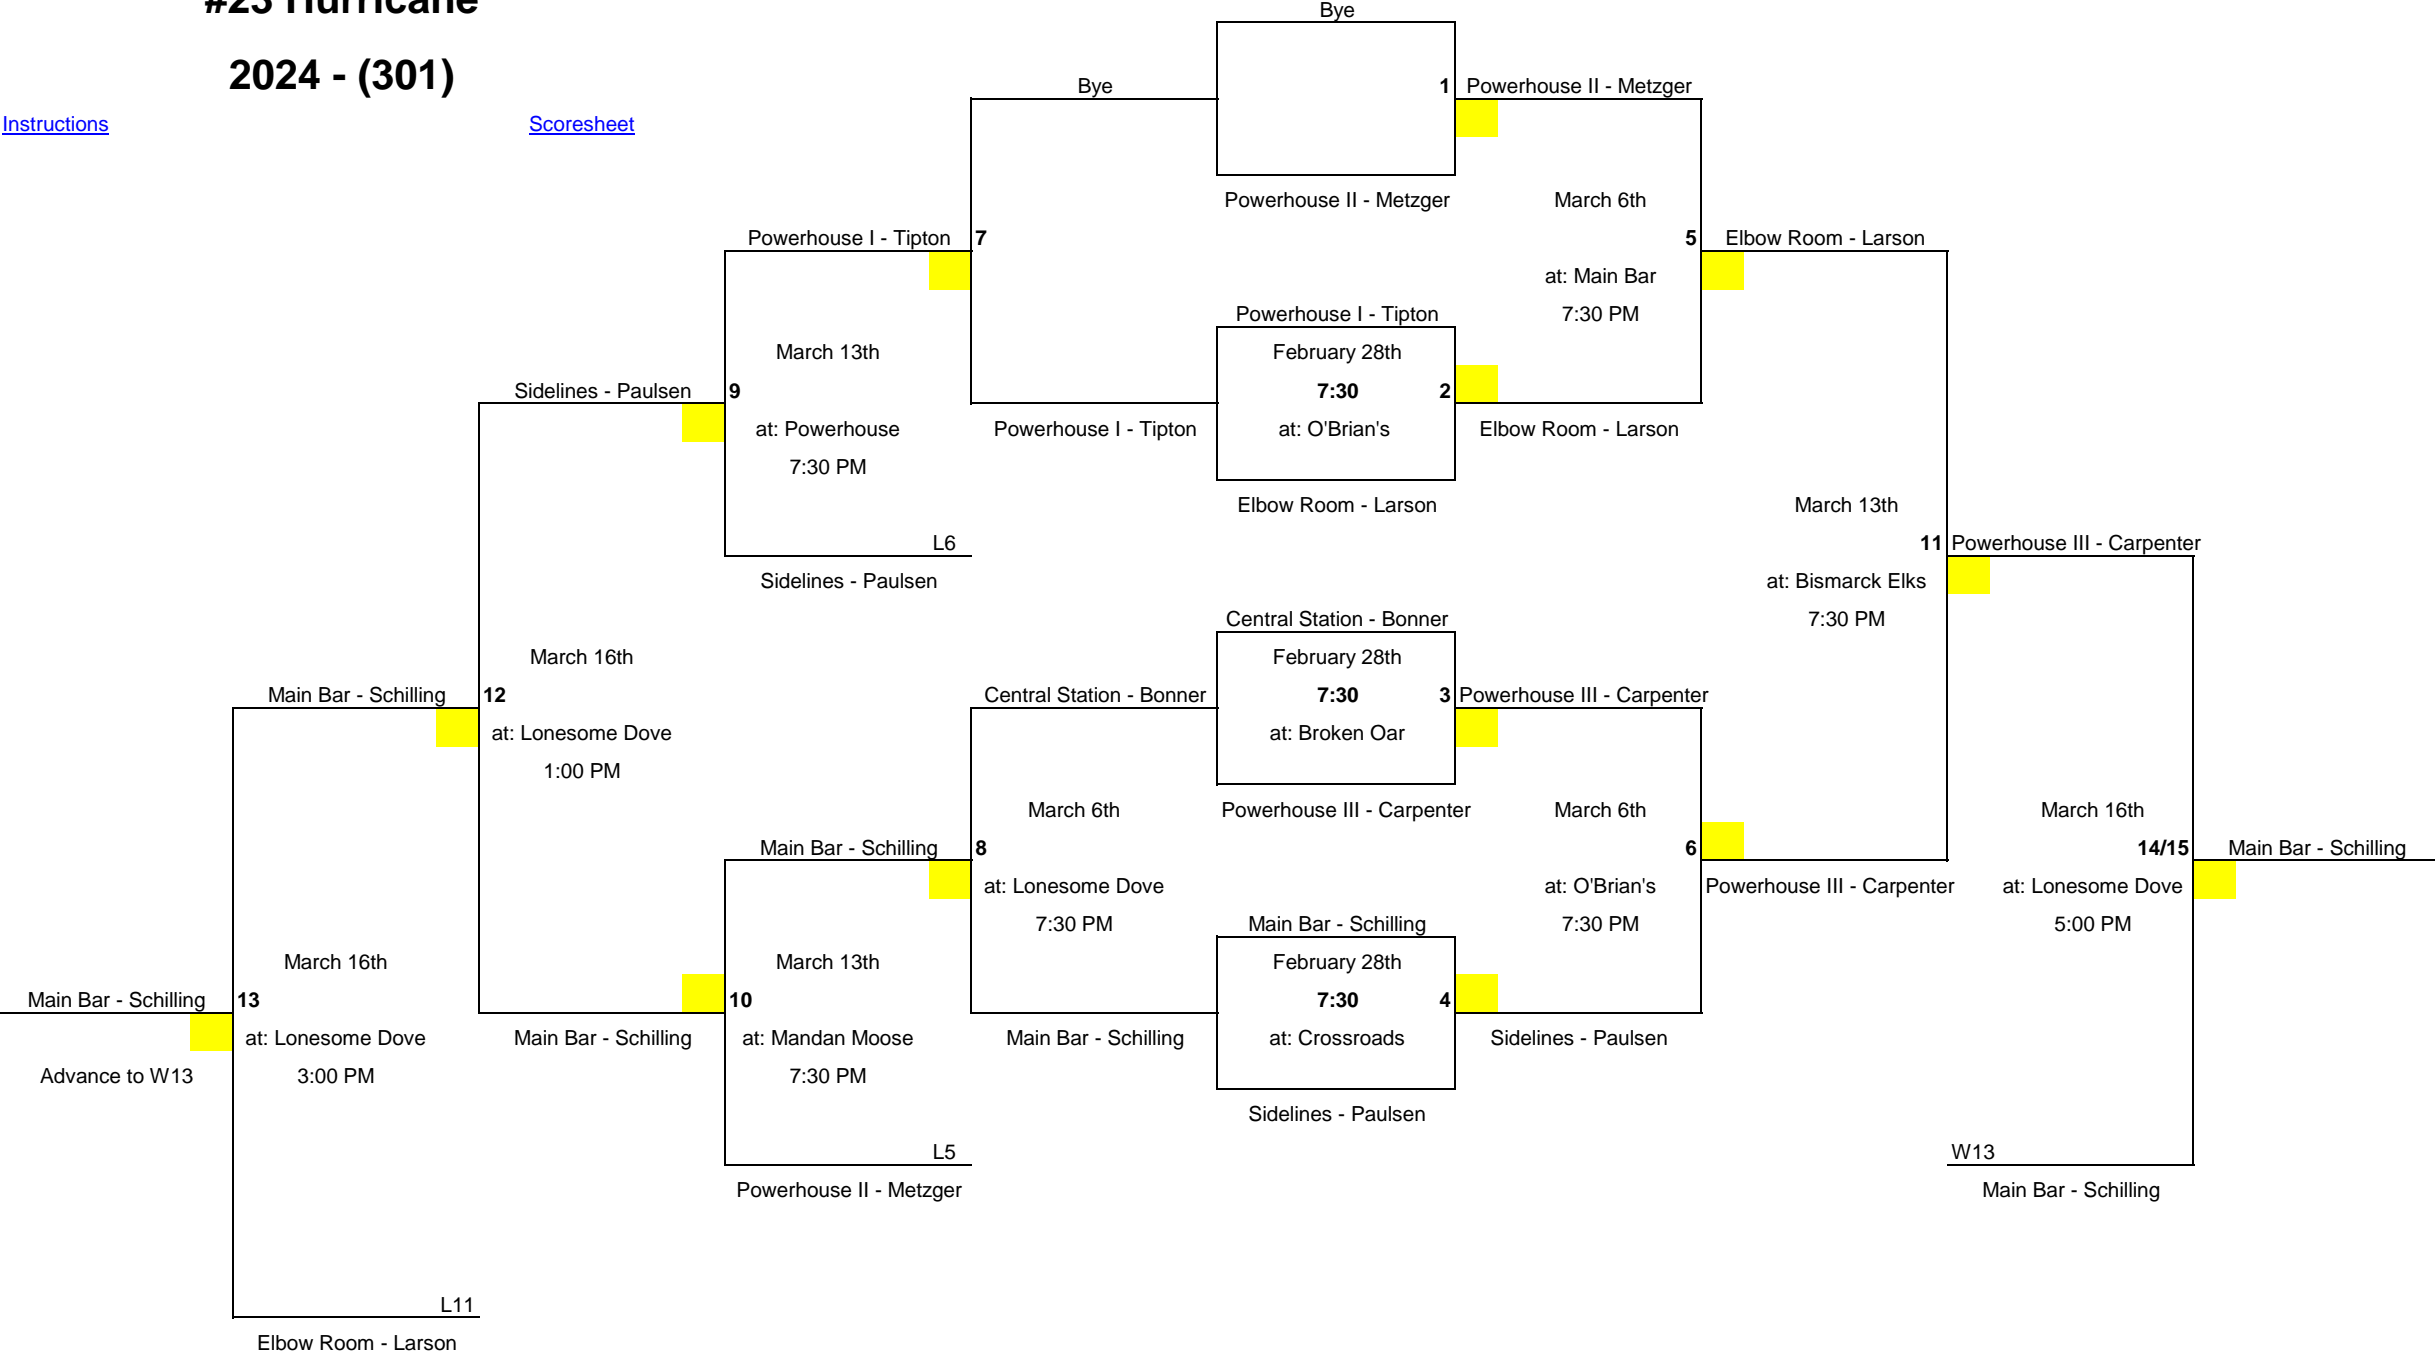 #23 Hurricane
2024 - (301)
Instructions
Scoresheet
Bye
Bye
1
Powerhouse II - Metzger
Powerhouse II - Metzger
March 6th
Powerhouse I - Tipton
7
5
Elbow Room - Larson
at: Main Bar
Powerhouse I - Tipton
7:30 PM
March 13th
February 28th
Sidelines - Paulsen
9
7:30
2
at: Powerhouse
Powerhouse I - Tipton
at: O'Brian's
Elbow Room - Larson
7:30 PM
Elbow Room - Larson
March 13th
L6
11
Powerhouse III - Carpenter
Sidelines - Paulsen
at: Bismarck Elks
Central Station - Bonner
7:30 PM
March 16th
February 28th
Main Bar - Schilling
12
Central Station - Bonner
7:30
3
Powerhouse III - Carpenter
at: Lonesome Dove
at: Broken Oar
1:00 PM
March 6th
Powerhouse III - Carpenter
March 6th
March 16th
Main Bar - Schilling
8
6
14/15
Main Bar - Schilling
at: Lonesome Dove
at: O'Brian's
Powerhouse III - Carpenter
at: Lonesome Dove
7:30 PM
Main Bar - Schilling
7:30 PM
5:00 PM
March 16th
March 13th
February 28th
Main Bar - Schilling
13
10
7:30
4
at: Lonesome Dove
Main Bar - Schilling
at: Mandan Moose
Main Bar - Schilling
at: Crossroads
Sidelines - Paulsen
Advance to W13
3:00 PM
7:30 PM
Sidelines - Paulsen
L5
W13
Powerhouse II - Metzger
Main Bar - Schilling
L11
Elbow Room - Larson